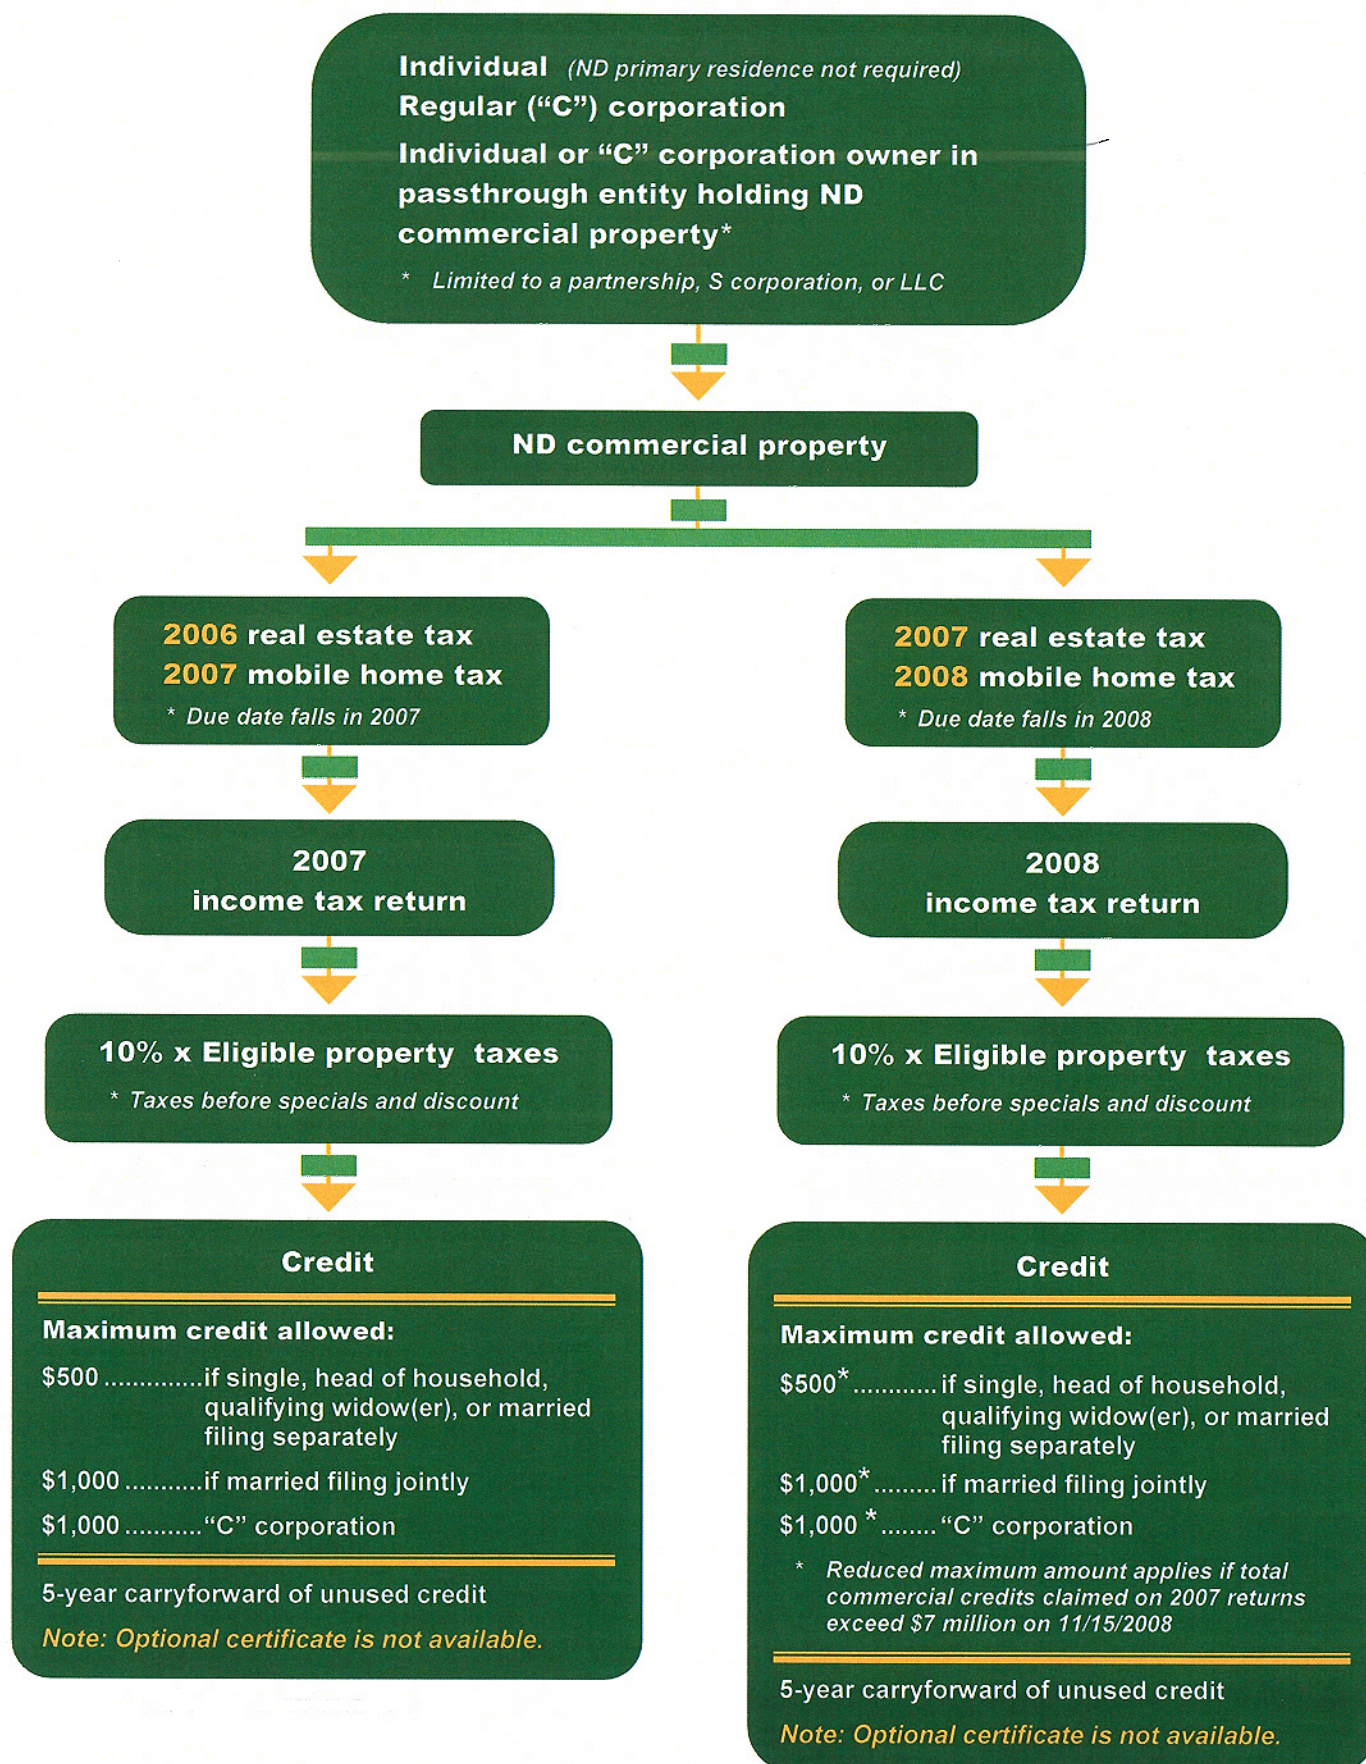 Individual (ND primary residence not required)
Regular (“C”) corporation
Individual or “C” corporation owner in
passthrough entity holding ND
commercial property*
* Limited to a partnership, S corporation, or LLC
ND commercial property
2006 real estate tax
2007 mobile home tax
* Due date falls in 2007
2007
income tax return
10% x Eligible property taxes
* Taxes before specials and discount
Credit
Maximum credit allowed:
$500 ..............if single, head of household,
qualifying widow(er), or married
filing separately
$1,000 ...........if married filing jointly
$1,000 ........... “C” corporation
5-year carryforward of unused credit
Note: Optional certificate is not available.
2007 real estate tax
2008 mobile home tax
* Due date falls in 2008
2008
income tax return
10% x Eligible property taxes
* Taxes before specials and discount
Credit
Maximum credit allowed:
$500*............ if single, head of household,
qualifying widow(er), or married
filing separately
$1,000*......... if married filing jointly
$1,000 *........ “C” corporation
* Reduced maximum amount applies if total
commercial credits claimed on 2007 returns
exceed $7 million on 11/15/2008
5-year carryforward of unused credit
Note: Optional certificate is not available.